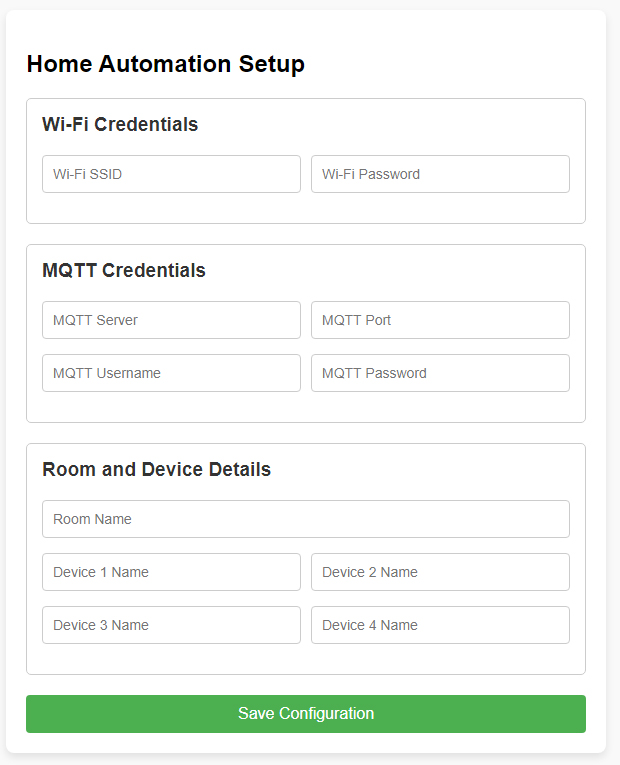 Home Automation Setup
Wi-Fi Credentials
Wi-Fi SSID Wi-Fi Password
MQTT Credentials
MQTT Server MQTT Port
MQTT Username MQTT Password
Room and Device Details
Room Name
Device 1 Name Device 2 Name
Device 3 Name Device 4 Name
Save Configuration